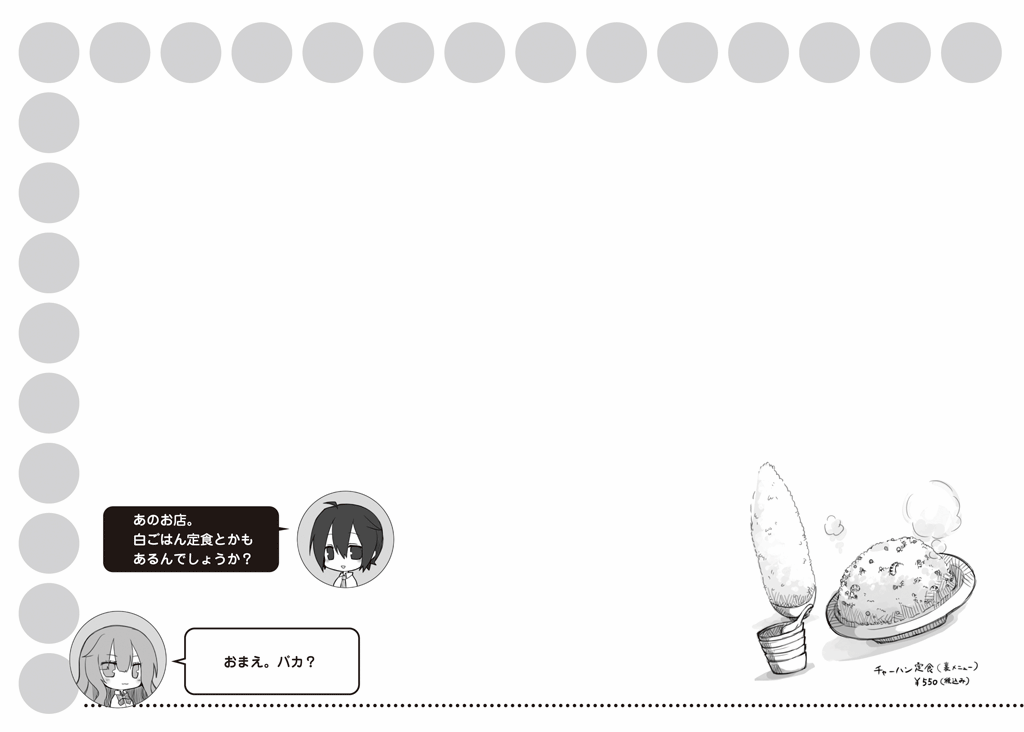 あのお店。
白ごはん定食とかも
あるんでしょうか？
おまえ。バカ？
チャーハン定食（裏メニュー）
¥550（税込み）